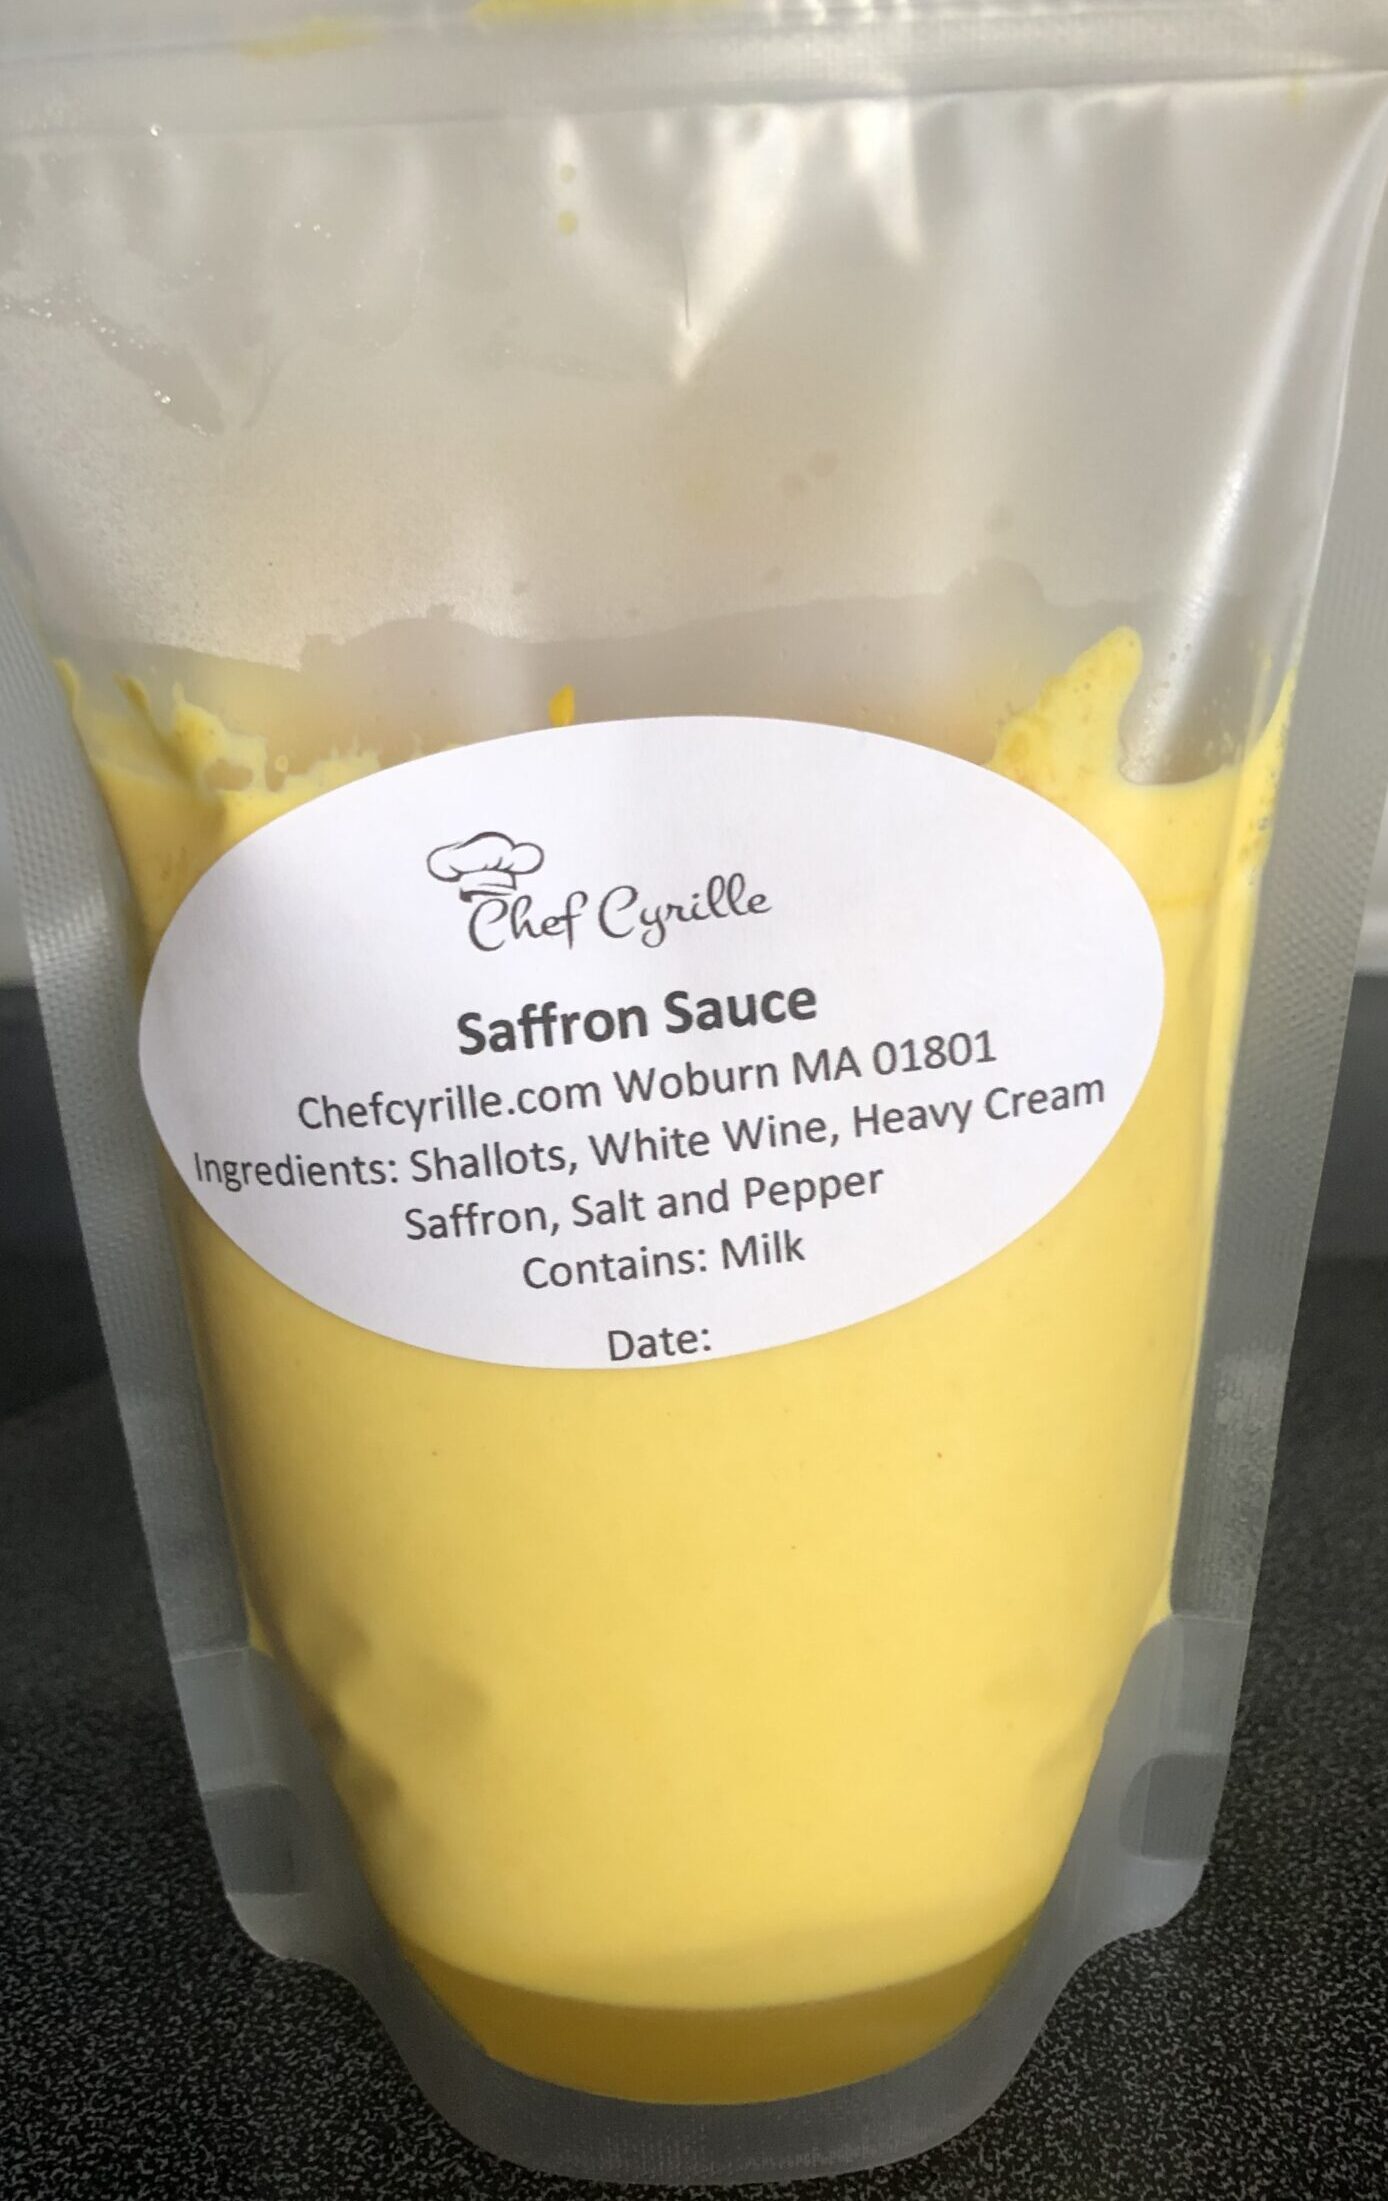 Chef Cyrille
Saffron Sauce
Chefcyrille.com Woburn MA 01801
Ingredients: Shallots, White Wine, Heavy Cream
Saffron, Salt and Pepper
Contains: Milk
Date: